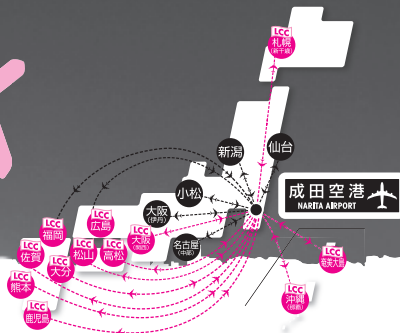 LCC
札幌
(新千歳)
新潟
仙台
小松
成田空港
NARITA AIRPORT
大阪
(伊丹)
LCC
広島
LCC
福岡
LCC
大阪
(関西)
名古屋
(中部)
LCC
佐賀
LCC
大分
LCC
松山
LCC
高松
LCC
奄美大島
LCC
熊本
LCC
沖縄
(那覇)
LCC
鹿児島